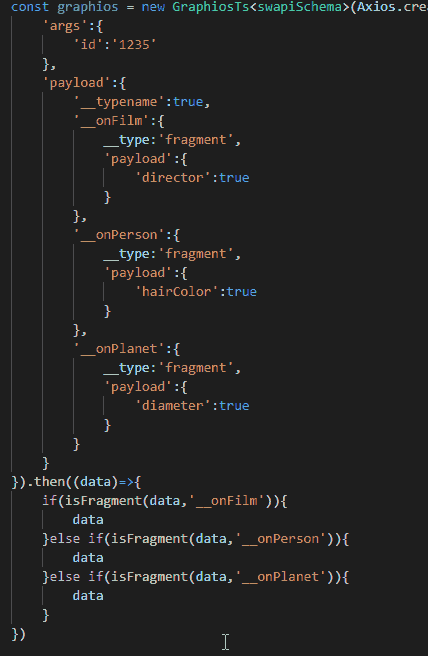 const graphios = new GraphiosTs<swapiSchema>(Axios.crea
'args':{
'id':'1235'
},
'payload':{
'__typename':true,
'__onFilm':{
__type:'fragment',
'payload':{
'director':true
}
},
'__onPerson':{
__type:'fragment',
'payload':{
'hairColor':true
}
},
'__onPlanet':{
__type:'fragment',
'payload':{
'diameter':true
}
}
}
}).then((data)=>{
if(isFragment(data,'__onFilm')){
data
}else if(isFragment(data,'__onPerson')){
data
}else if(isFragment(data,'__onPlanet')){
data
}
})